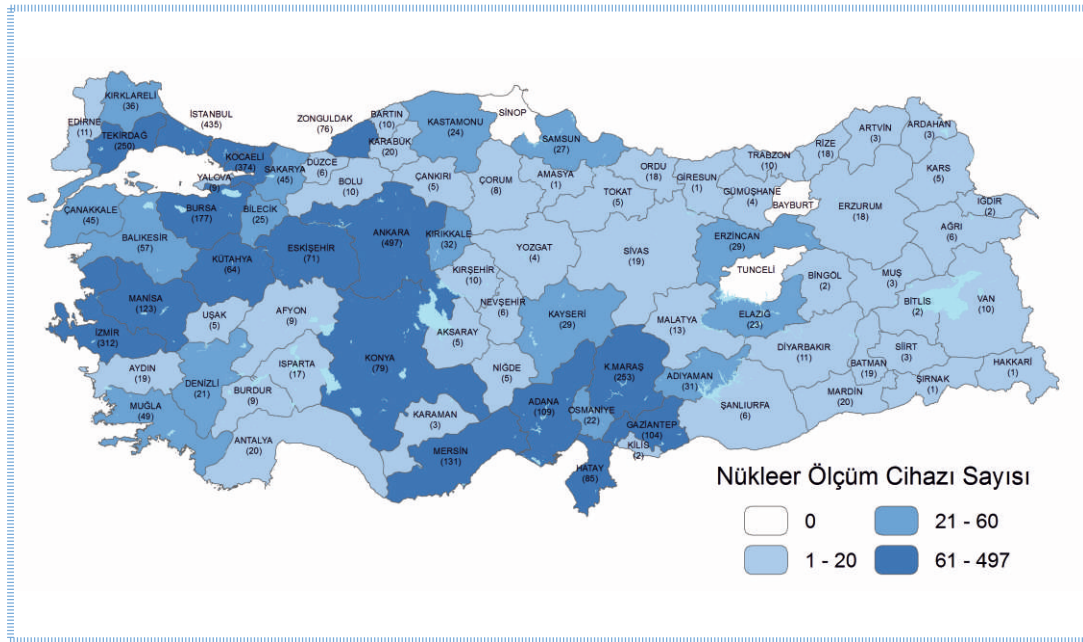 KIRKLARELİ
(36)
EDİRNE
(11)
TEKİRDAĞ
(250)
İSTANBUL
(435)
KOCAELİ
(374)
YALOVA
(9)
SAKARYA
(45)
DÜZCE
(6)
ZONGULDAK
(76)
BARTIN
(10)
KARABÜK
(20)
KASTAMONU
(24)
SİNOP
SAMSUN
(27)
BOLU
(10)
ÇANKIRI
(5)
ÇORUM
(8)
AMASYA
(1)
TOKAT
(5)
ORDU
(18)
GİRESUN
(1)
GÜMÜŞHANE
(4)
TRABZON
(10)
RİZE
(18)
ARTVİN
(3)
ARDAHAN
(3)
KARS
(5)
IĞDIR
(2)
AĞRI
(6)
ERZURUM
(18)
BAYBURT
ERZİNCAN
(29)
TUNCELİ
BİNGÖL
(2)
MUŞ
(3)
BİTLİS
(2)
VAN
(10)
HAKKARİ
(1)
ŞIRNAK
(1)
SİİRT
(3)
BATMAN
(19)
MARDİN
(20)
DİYARBAKIR
(11)
ELAZIĞ
(23)
MALATYA
(13)
ADIYAMAN
(31)
ŞANLIURFA
(6)
GAZİANTEP
(104)
KİLİS
(2)
K.MARAŞ
(253)
OSMANİYE
(22)
HATAY
(85)
ADANA
(109)
MERSİN
(131)
KARAMAN
(3)
NİĞDE
(5)
KAYSERİ
(29)
SİVAS
(19)
YOZGAT
(4)
NEVŞEHİR
(6)
KIRŞEHİR
(10)
AKSARAY
(5)
KIRIKKALE
(32)
ANKARA
(497)
KONYA
(79)
ESKİŞEHİR
(71)
BİLECİK
(25)
BURSA
(177)
KÜTAHYA
(64)
AFYON
(9)
ISPARTA
(17)
BURDUR
(9)
ANTALYA
(20)
DENİZLİ
(21)
MUĞLA
(49)
AYDIN
(19)
UŞAK
(5)
İZMİR
(312)
MANİSA
(123)
BALIKESİR
(57)
ÇANAKKALE
(45)
Nükleer Ölçüm Cihazı Sayısı
0
21 - 60
1 - 20
61 - 497